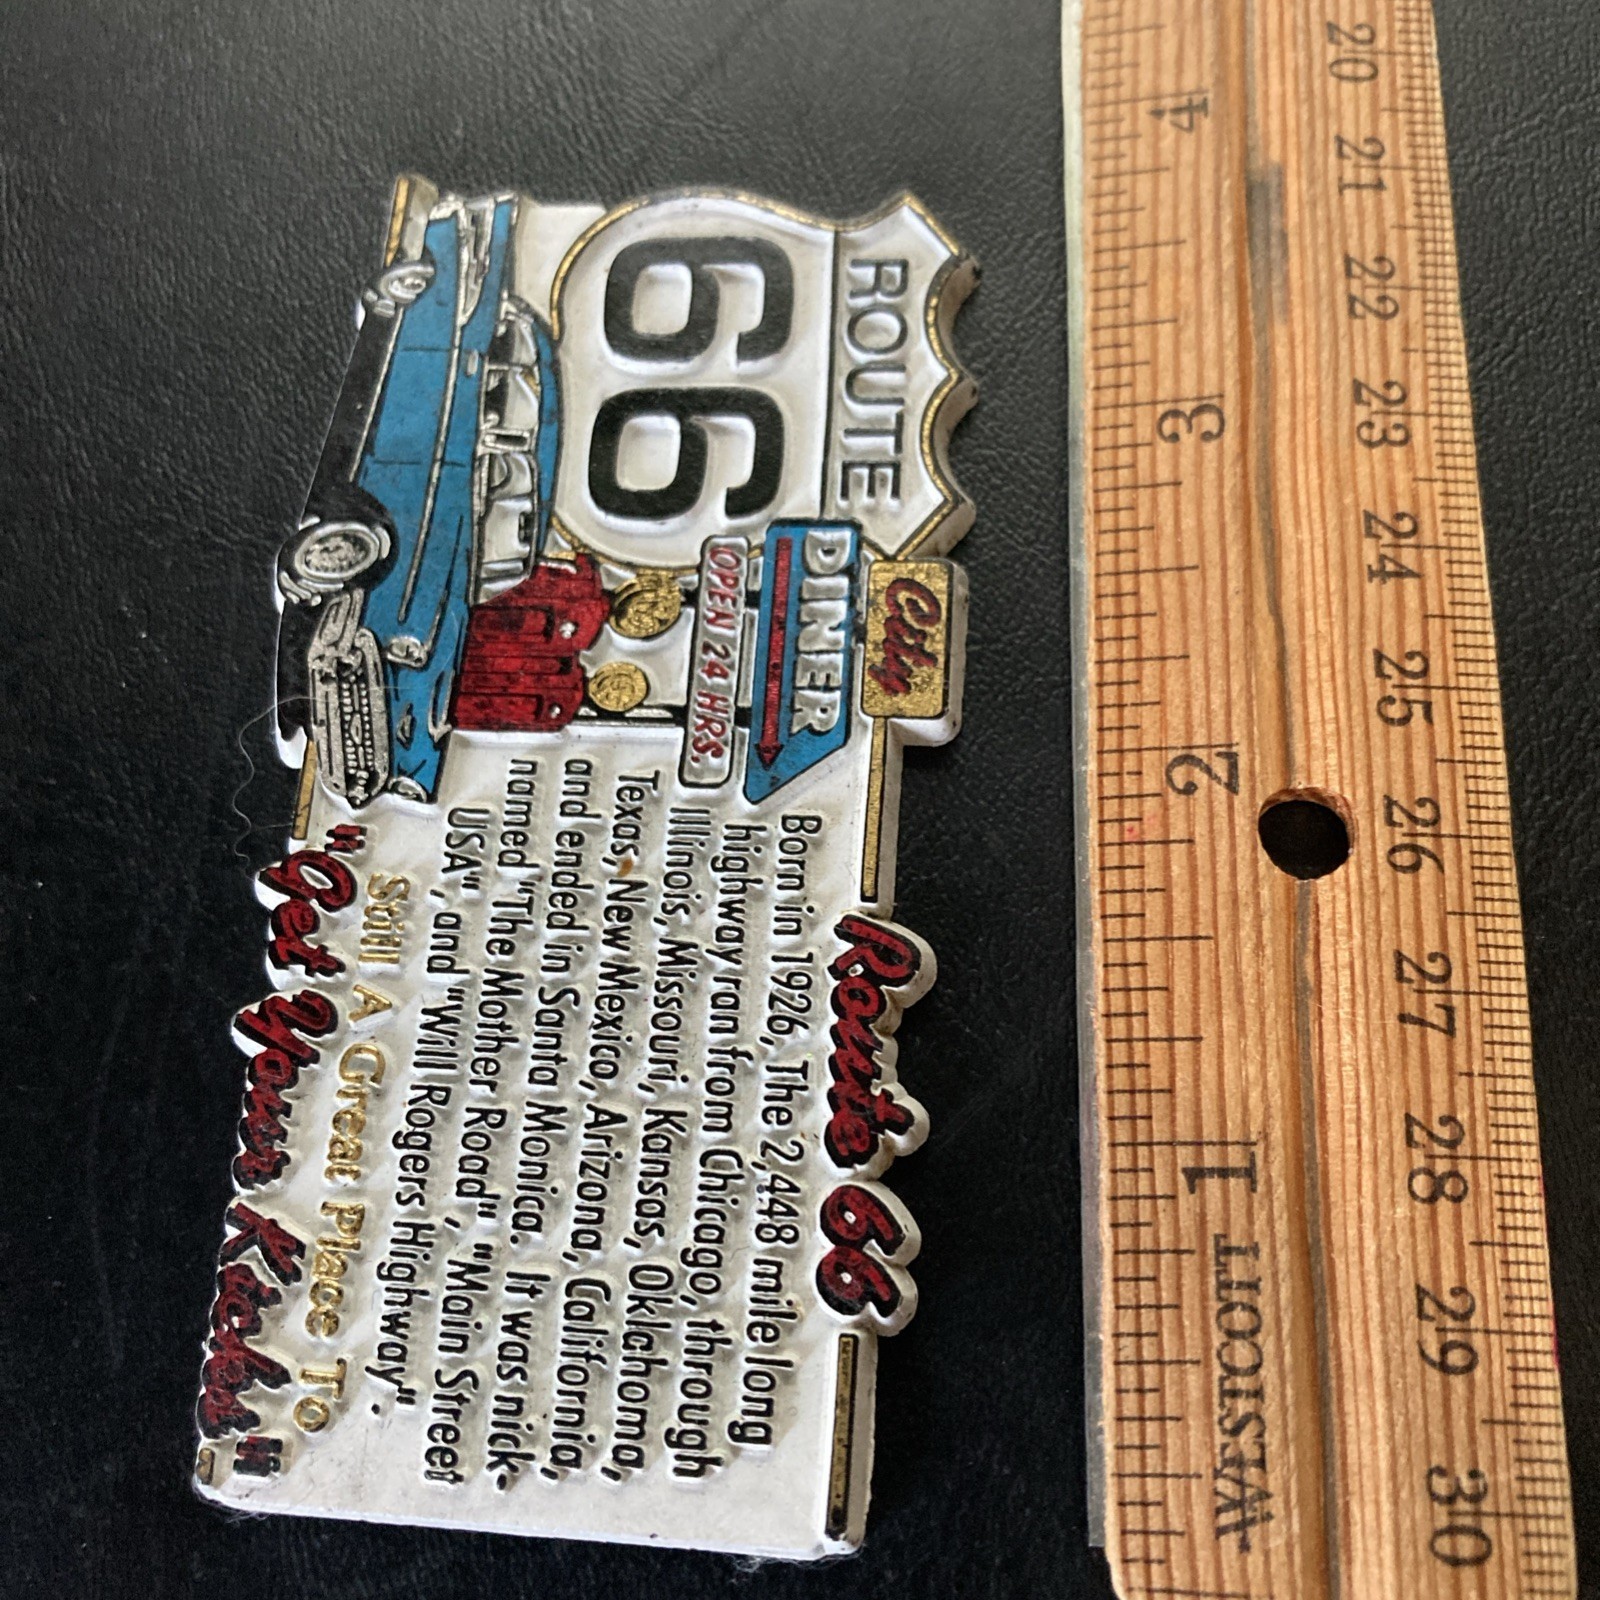 ROUTE
66
City
DINER
OPEN 24 HRS.
Route 66
Born in 1926, The 2,448 mile long
highway ran from Chicago, through
Illinois, Missouri, Kansas, Oklahoma,
Texas, New Mexico, Arizona, California,
and ended in Santa Monica. It was nick-
named "The Mother Road", "Main Street
USA", and "Will Rogers Highway".
Still A Great Place To
"Get Your Kicks"
4
3
2
1
WESTCOTT
20 21 22 23 24 25 26 27 28 29 30